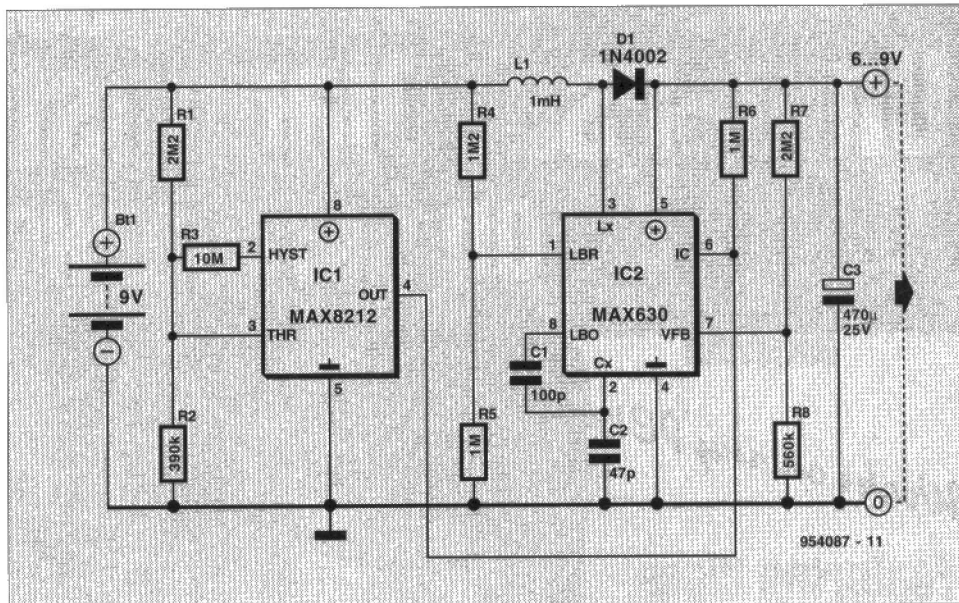 D1
1N4002
6...9V
L1
1mH
R1
2M2
R4
1M2
R6
1M
R7
2M2
Bt1
9V
R3
10M
2
HYST
8
IC1
MAX8212
OUT
4
3
THR
5
R2
390k
3
Lx
5
1
LBR
IC
6
IC2
MAX630
8
LBO
VFB
7
Cx
2
4
C1
100p
C2
47p
R5
1M
R8
560k
C3
470µ
25V
0
954087 - 11